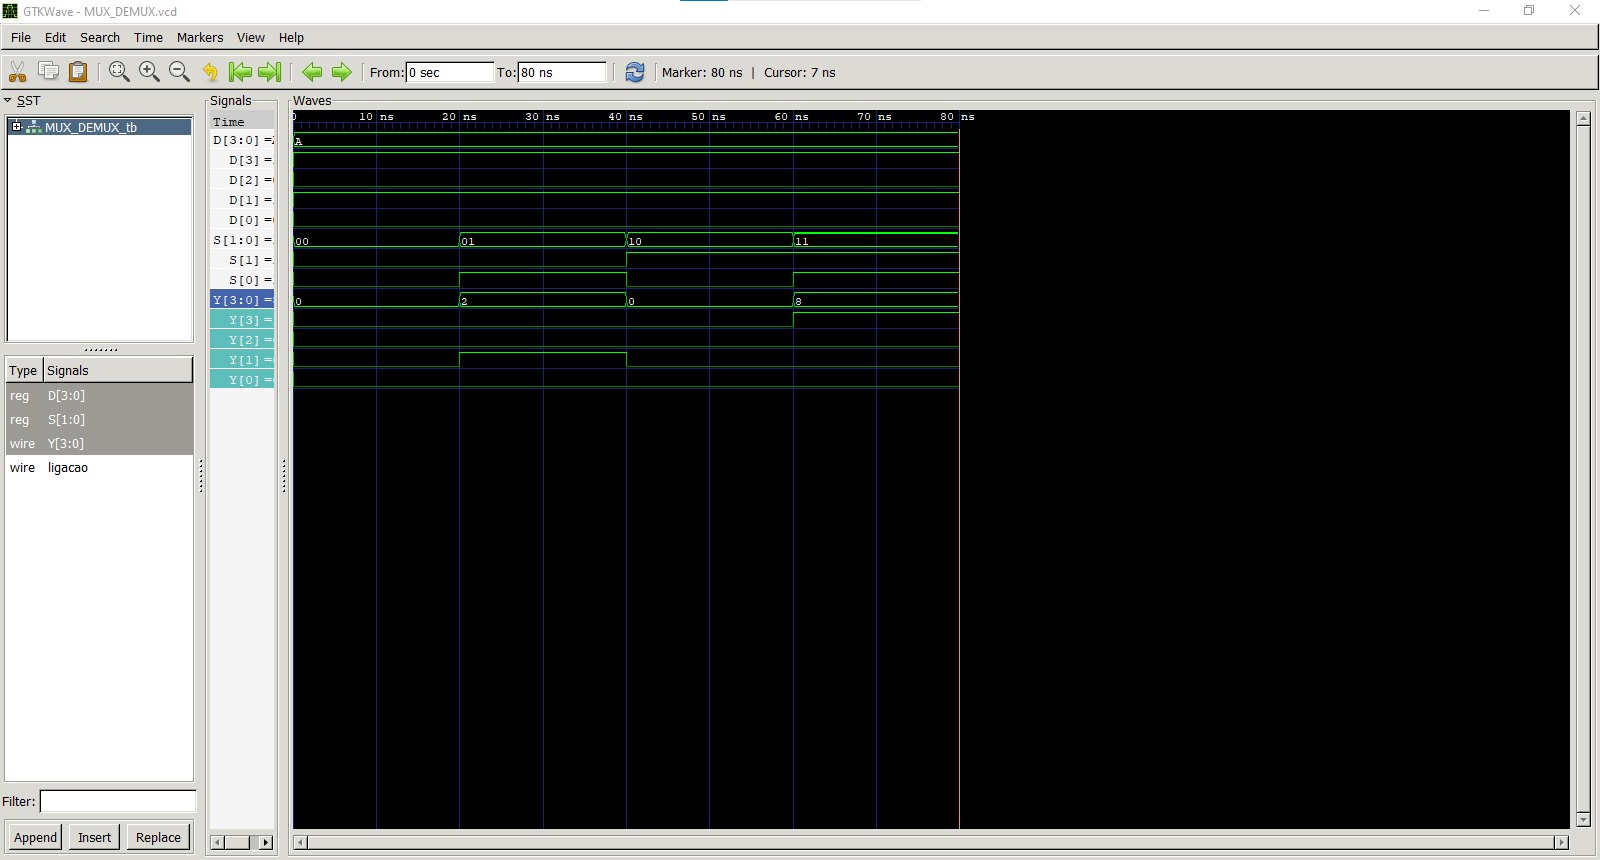 GTKWave - MUX_DEMUX.vcd
File Edit Search Time Markers View Help
From: 0 sec To: 80 ns Marker: 80 ns | Cursor: 7 ns
SST
MUX_DEMUX_tb
Type Signals
reg D[3:0]
reg S[1:0]
wire Y[3:0]
wire ligacao
Filter:
Append Insert Replace
Signals
Time
D[3:0] =
D[3] =
D[2] =
D[1] =
D[0] =
S[1:0] =
S[1] =
S[0] =
Y[3:0] =
Y[3] =
Y[2] =
Y[1] =
Y[0] =
Waves
0 10 ns 20 ns 30 ns 40 ns 50 ns 60 ns 70 ns 80 ns
A
00 01 10 11
0 2 0 8